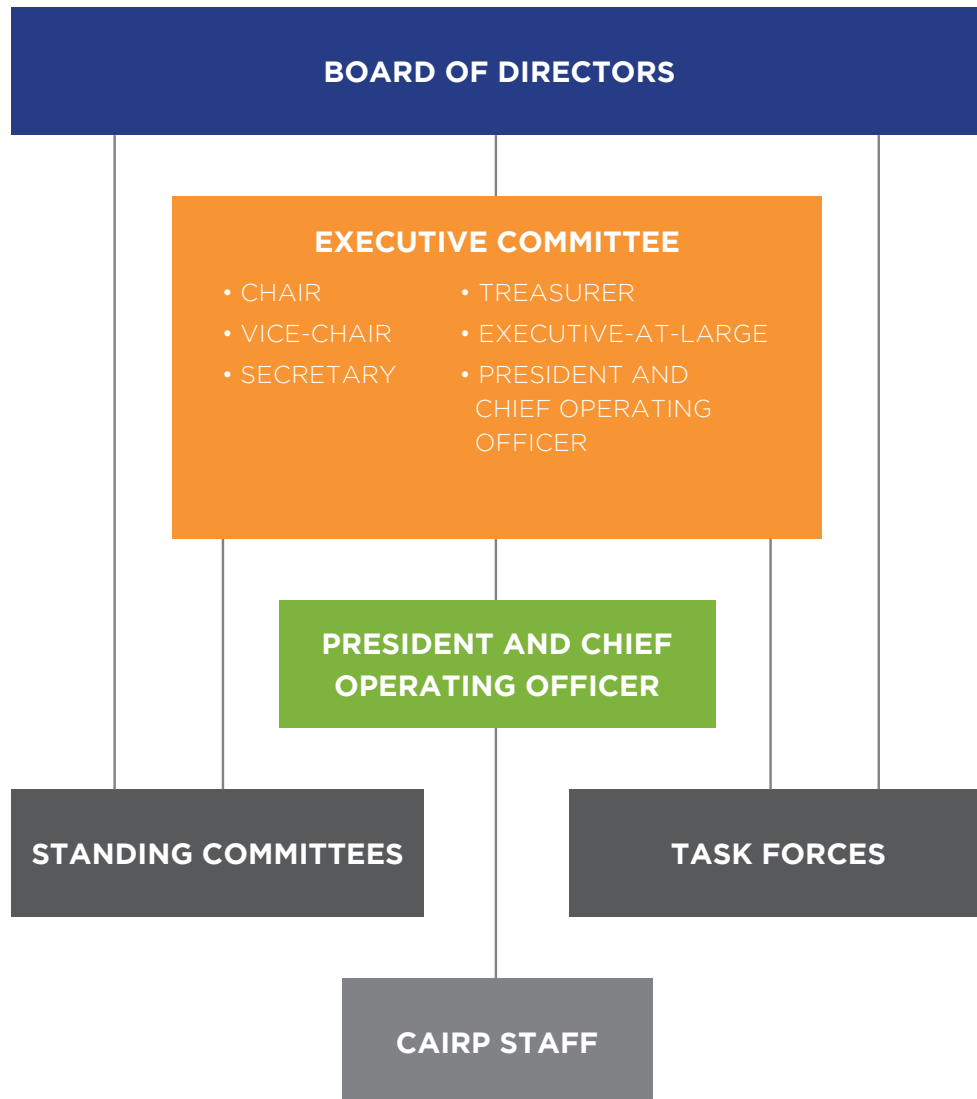 BOARD OF DIRECTORS
EXECUTIVE COMMITTEE
• CHAIR
• VICE-CHAIR
• SECRETARY
• TREASURER
• EXECUTIVE-AT-LARGE
• PRESIDENT AND
CHIEF OPERATING
OFFICER
PRESIDENT AND CHIEF
OPERATING OFFICER
STANDING COMMITTEES
TASK FORCES
CAIRP STAFF